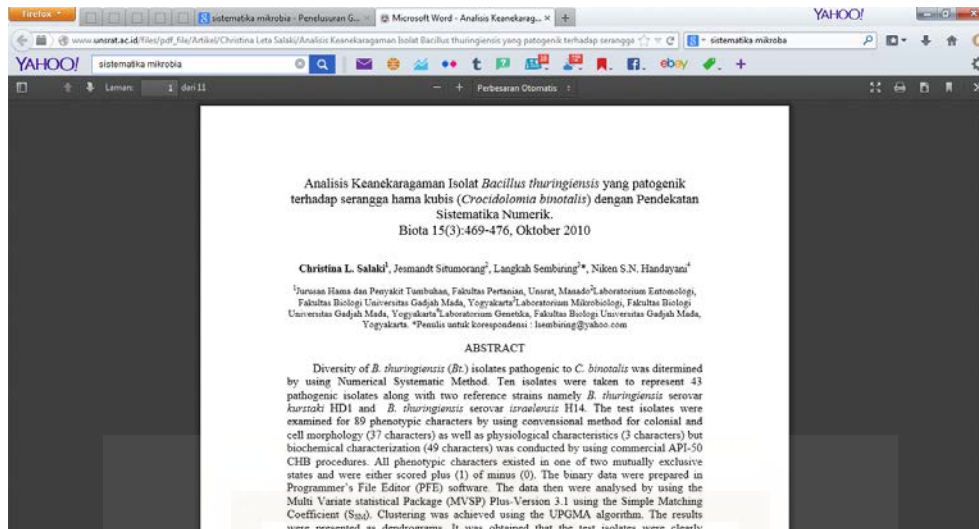 Firefox
sistematika mikrobia - Penelusuran G...
Microsoft Word - Analisis Keanekarag...
YAHOO!
www.unsrat.ac.id/files/pdf_file/Artikel/Christina Leta Salaki/Analisis Keanekaragaman Isolat Bacillus thuringiensis yang patogenik terhadap serangga
sistematika mikroba
YAHOO!
sistematika mikrobia
ebay
Laman: 1 dari 11
Perbesaran Otomatis
Analisis Keanekaragaman Isolat Bacillus thuringiensis yang patogenik
terhadap serangga hama kubis (Crocidolomia binotalis) dengan Pendekatan
Sistematika Numerik.
Biota 15(3):469-476, Oktober 2010
Christina L. Salaki1, Jesmandt Situmorang2, Langkah Sembiring3*, Niken S.N. Handayani4
1Jurusan Hama dan Penyakit Tumbuhan, Fakultas Pertanian, Unsrat, Manado2Laboratorium Entomologi,
Fakultas Biologi Universitas Gadjah Mada, Yogyakarta3Laboratorium Mikrobiologi, Fakultas Biologi
Universitas Gadjah Mada, Yogyakarta4Laboratorium Genetika, Fakultas Biologi Universitas Gadjah Mada,
Yogyakarta. *Penulis untuk korespondensi : lsembiring@yahoo.com
ABSTRACT
Diversity of B. thuringiensis (Bt.) isolates pathogenic to C. binotalis was ditermined
by using Numerical Systematic Method. Ten isolates were taken to represent 43
pathogenic isolates along with two reference strains namely B. thuringiensis serovar
kurstaki HD1 and B. thuringiensis serovar israelensis H14. The test isolates were
examined for 89 phenotypic characters by using conventional method for colonial and
cell morphology (37 characters) as well as physiological characteristics (3 characters) but
biochemical characterization (49 characters) was conducted by using commercial API-50
CHB procedures. All phenotypic characters existed in one of two mutually exclusive
states and were either scored plus (1) of minus (0). The binary data were prepared in
Programmer's File Editor (PFE) software. The data then were analysed by using the
Multi Variate statistical Package (MVSP) Plus-Version 3.1 using the Simple Matching
Coefficient (SSM). Clustering was achieved using the UPGMA algorithm. The results
were presented as dendrograms. It was obtained that the test isolates were clearly